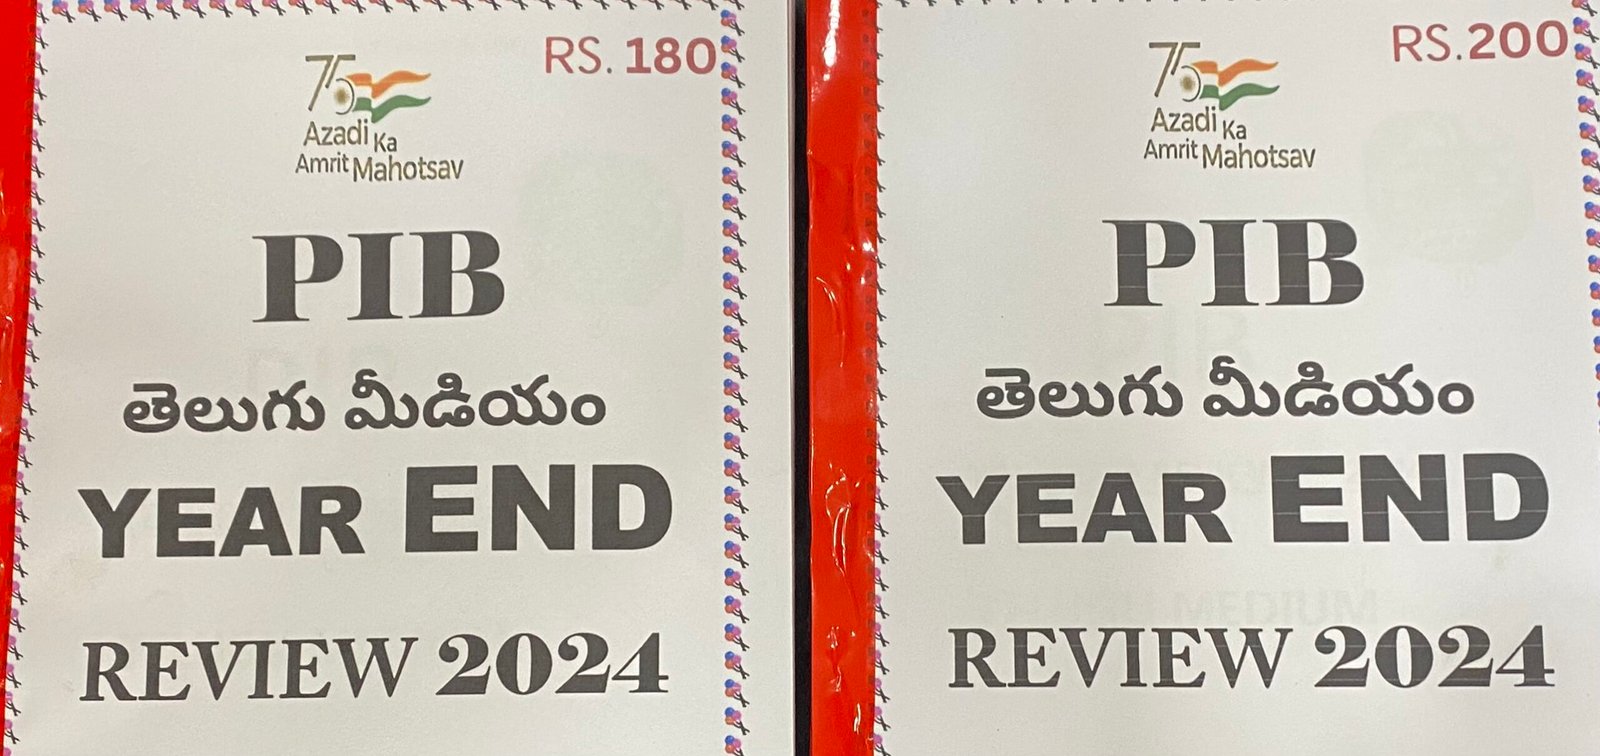 RS. 180
75
Azadi Ka
Amrit Mahotsav
PIB
తెలుగు మీడియం
YEAR END
REVIEW 2024
RS.200
75
Azadi Ka
Amrit Mahotsav
PIB
తెలుగు మీడియం
YEAR END
REVIEW 2024
MEDIUM